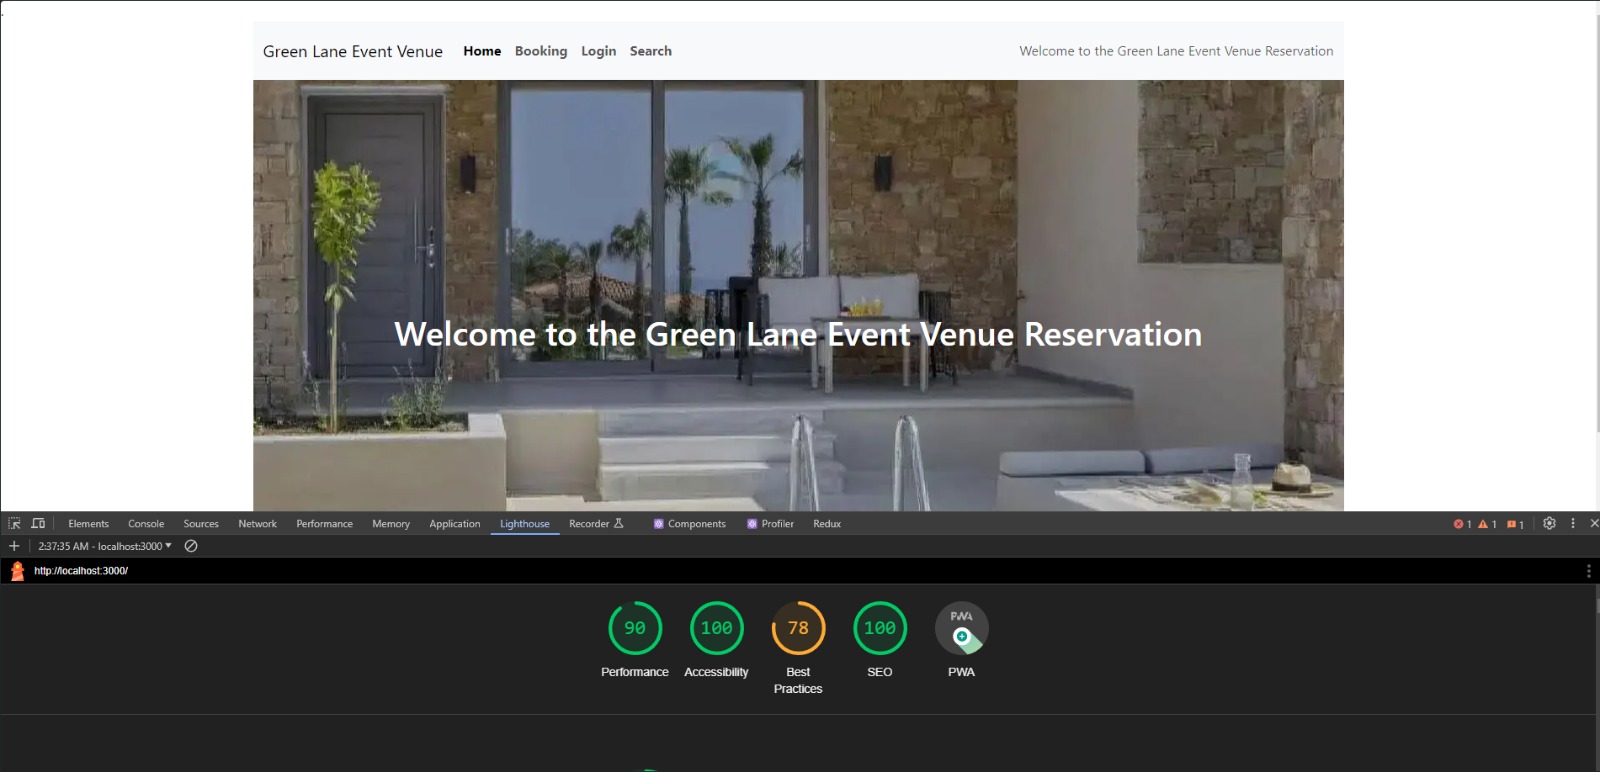 Green Lane Event Venue Home Booking Login Search Welcome to the Green Lane Event Venue Reservation
Welcome to the Green Lane Event Venue Reservation
Elements Console Sources Network Performance Memory Application Lighthouse Recorder Components Profiler Redux 1 1 1
2:37:35 AM - localhost:3000
http://localhost:3000/
90 100 78 100 PWA
Performance Accessibility Best Practices SEO PWA